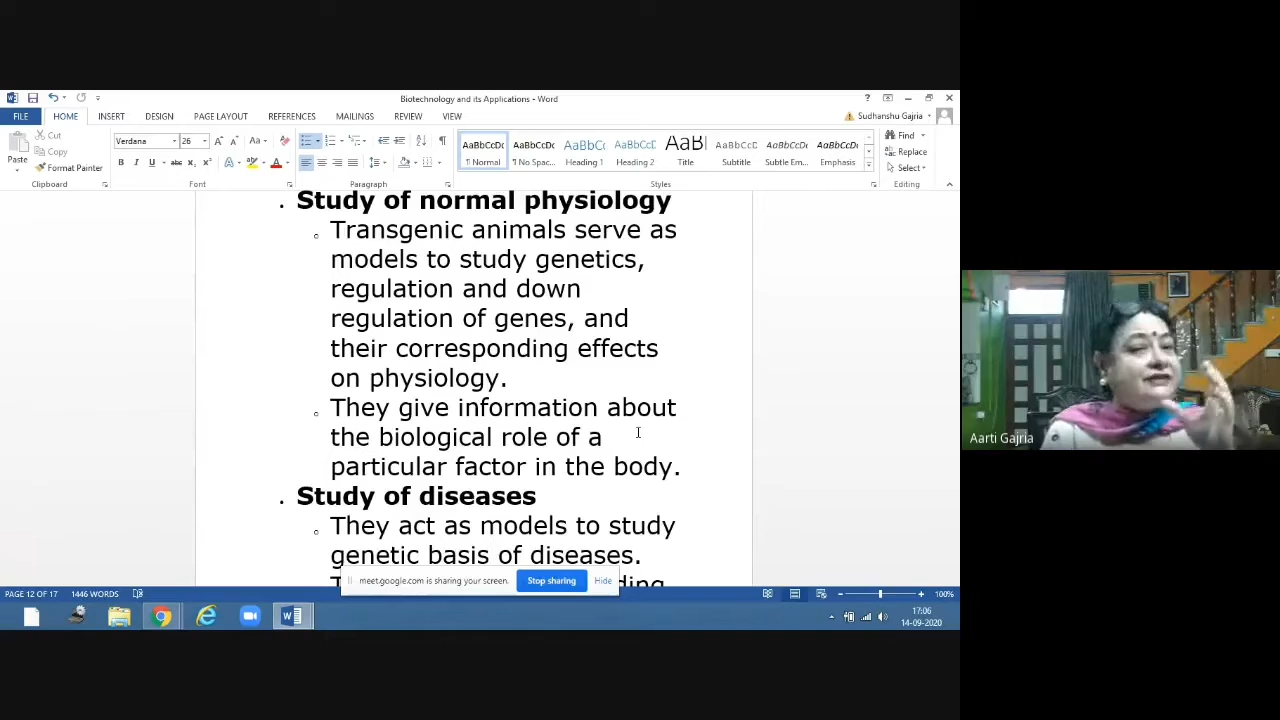 Biotechnology and its Applications - Word
FILE HOME INSERT DESIGN PAGE LAYOUT REFERENCES MAILINGS REVIEW VIEW Sudhanshu Gajria
Cut
Copy
Format Painter
Paste
Verdana 26
AaBbCcDc AaBbCcDc AaBbCc AaBbCc AaBl AaBbCcD AaBbCcDc AaBbCcDc
¶ Normal ¶ No Spac... Heading 1 Heading 2 Title Subtitle Subtle Em... Emphasis
Find
Replace
Select
Clipboard Font Paragraph Styles Editing
• Study of normal physiology
Transgenic animals serve as
models to study genetics,
regulation and down
regulation of genes, and
their corresponding effects
on physiology.
They give information about
the biological role of a
particular factor in the body.
• Study of diseases
They act as models to study
genetic basis of diseases.
meet.google.com is sharing your screen. Stop sharing Hide
PAGE 12 OF 17 1446 WORDS 100%
17:06
14-09-2020
Aarti Gajria